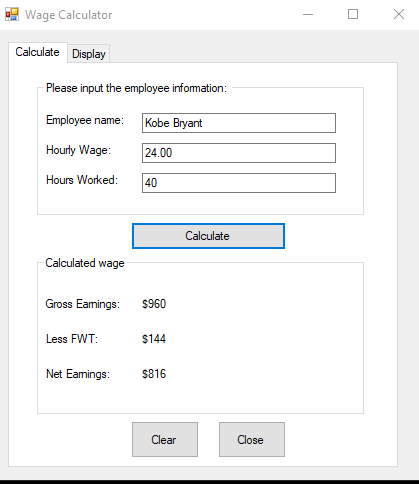 Wage Calculator
Calculate Display
Please input the employee information:
Employee name: Kobe Bryant
Hourly Wage: 24.00
Hours Worked: 40
Calculate
Calculated wage
Gross Earnings: $960
Less FWT: $144
Net Earnings: $816
Clear Close